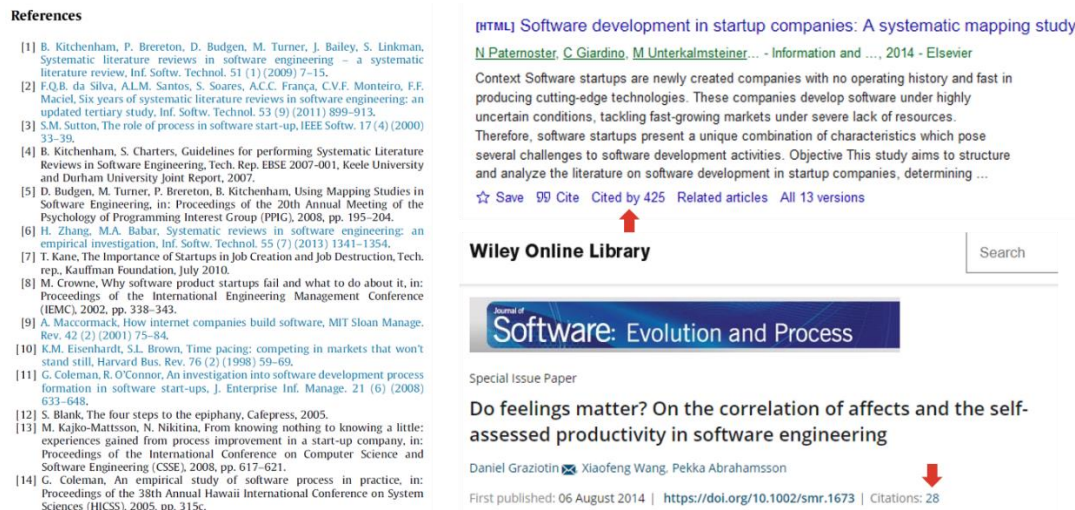 References
[1] B. Kitchenham, P. Brereton, D. Budgen, M. Turner, J. Bailey, S. Linkman,
Systematic literature reviews in software engineering – a systematic
literature review, Inf. Softw. Technol. 51 (1) (2009) 7–15.
[2] F.Q.B. da Silva, A.L.M. Santos, S. Soares, A.C.C. França, C.V.F. Monteiro, F.F.
Maciel, Six years of systematic literature reviews in software engineering: an
updated tertiary study, Inf. Softw. Technol. 53 (9) (2011) 899–913.
[3] S.M. Sutton, The role of process in software start-up, IEEE Softw. 17 (4) (2000)
33–39.
[4] B. Kitchenham, S. Charters, Guidelines for performing Systematic Literature
Reviews in Software Engineering, Tech. Rep. EBSE 2007-001, Keele University
and Durham University Joint Report, 2007.
[5] D. Budgen, M. Turner, P. Brereton, B. Kitchenham, Using Mapping Studies in
Software Engineering, in: Proceedings of the 20th Annual Meeting of the
Psychology of Programming Interest Group (PPIG), 2008, pp. 195–204.
[6] H. Zhang, M.A. Babar, Systematic reviews in software engineering: an
empirical investigation, Inf. Softw. Technol. 55 (7) (2013) 1341–1354.
[7] T. Kane, The Importance of Startups in Job Creation and Job Destruction, Tech.
rep., Kauffman Foundation, July 2010.
[8] M. Crowne, Why software product startups fail and what to do about it, in:
Proceedings of the International Engineering Management Conference
(IEMC), 2002, pp. 338–343.
[9] A. Maccormack, How internet companies build software, MIT Sloan Manage.
Rev. 42 (2) (2001) 75–84.
[10] K.M. Eisenhardt, S.L. Brown, Time pacing: competing in markets that won't
stand still, Harvard Bus. Rev. 76 (2) (1998) 59–69.
[11] G. Coleman, R. O'Connor, An investigation into software development process
formation in software start-ups, J. Enterprise Inf. Manage. 21 (6) (2008)
633–648.
[12] S. Blank, The four steps to the epiphany, Cafepress, 2005.
[13] M. Kajko-Mattsson, N. Nikitina, From knowing nothing to knowing a little:
experiences gained from process improvement in a start-up company, in:
Proceedings of the International Conference on Computer Science and
Software Engineering (CSSE), 2008, pp. 617–621.
[14] G. Coleman, An empirical study of software process in practice, in:
Proceedings of the 38th Annual Hawaii International Conference on System
Sciences (HICSS), 2005, pp. 315c.
[HTML] Software development in startup companies: A systematic mapping study
N Paternoster, C Giardino, M Unterkalmsteiner… - Information and …, 2014 - Elsevier
Context Software startups are newly created companies with no operating history and fast in
producing cutting-edge technologies. These companies develop software under highly
uncertain conditions, tackling fast-growing markets under severe lack of resources.
Therefore, software startups present a unique combination of characteristics which pose
several challenges to software development activities. Objective This study aims to structure
and analyze the literature on software development in startup companies, determining ...
Save Cite Cited by 425 Related articles All 13 versions
Wiley Online Library
Search
Journal of
Software: Evolution and Process
Special Issue Paper
Do feelings matter? On the correlation of affects and the self-
assessed productivity in software engineering
Daniel Graziotin, Xiaofeng Wang, Pekka Abrahamsson
First published: 06 August 2014 | https://doi.org/10.1002/smr.1673 | Citations: 28